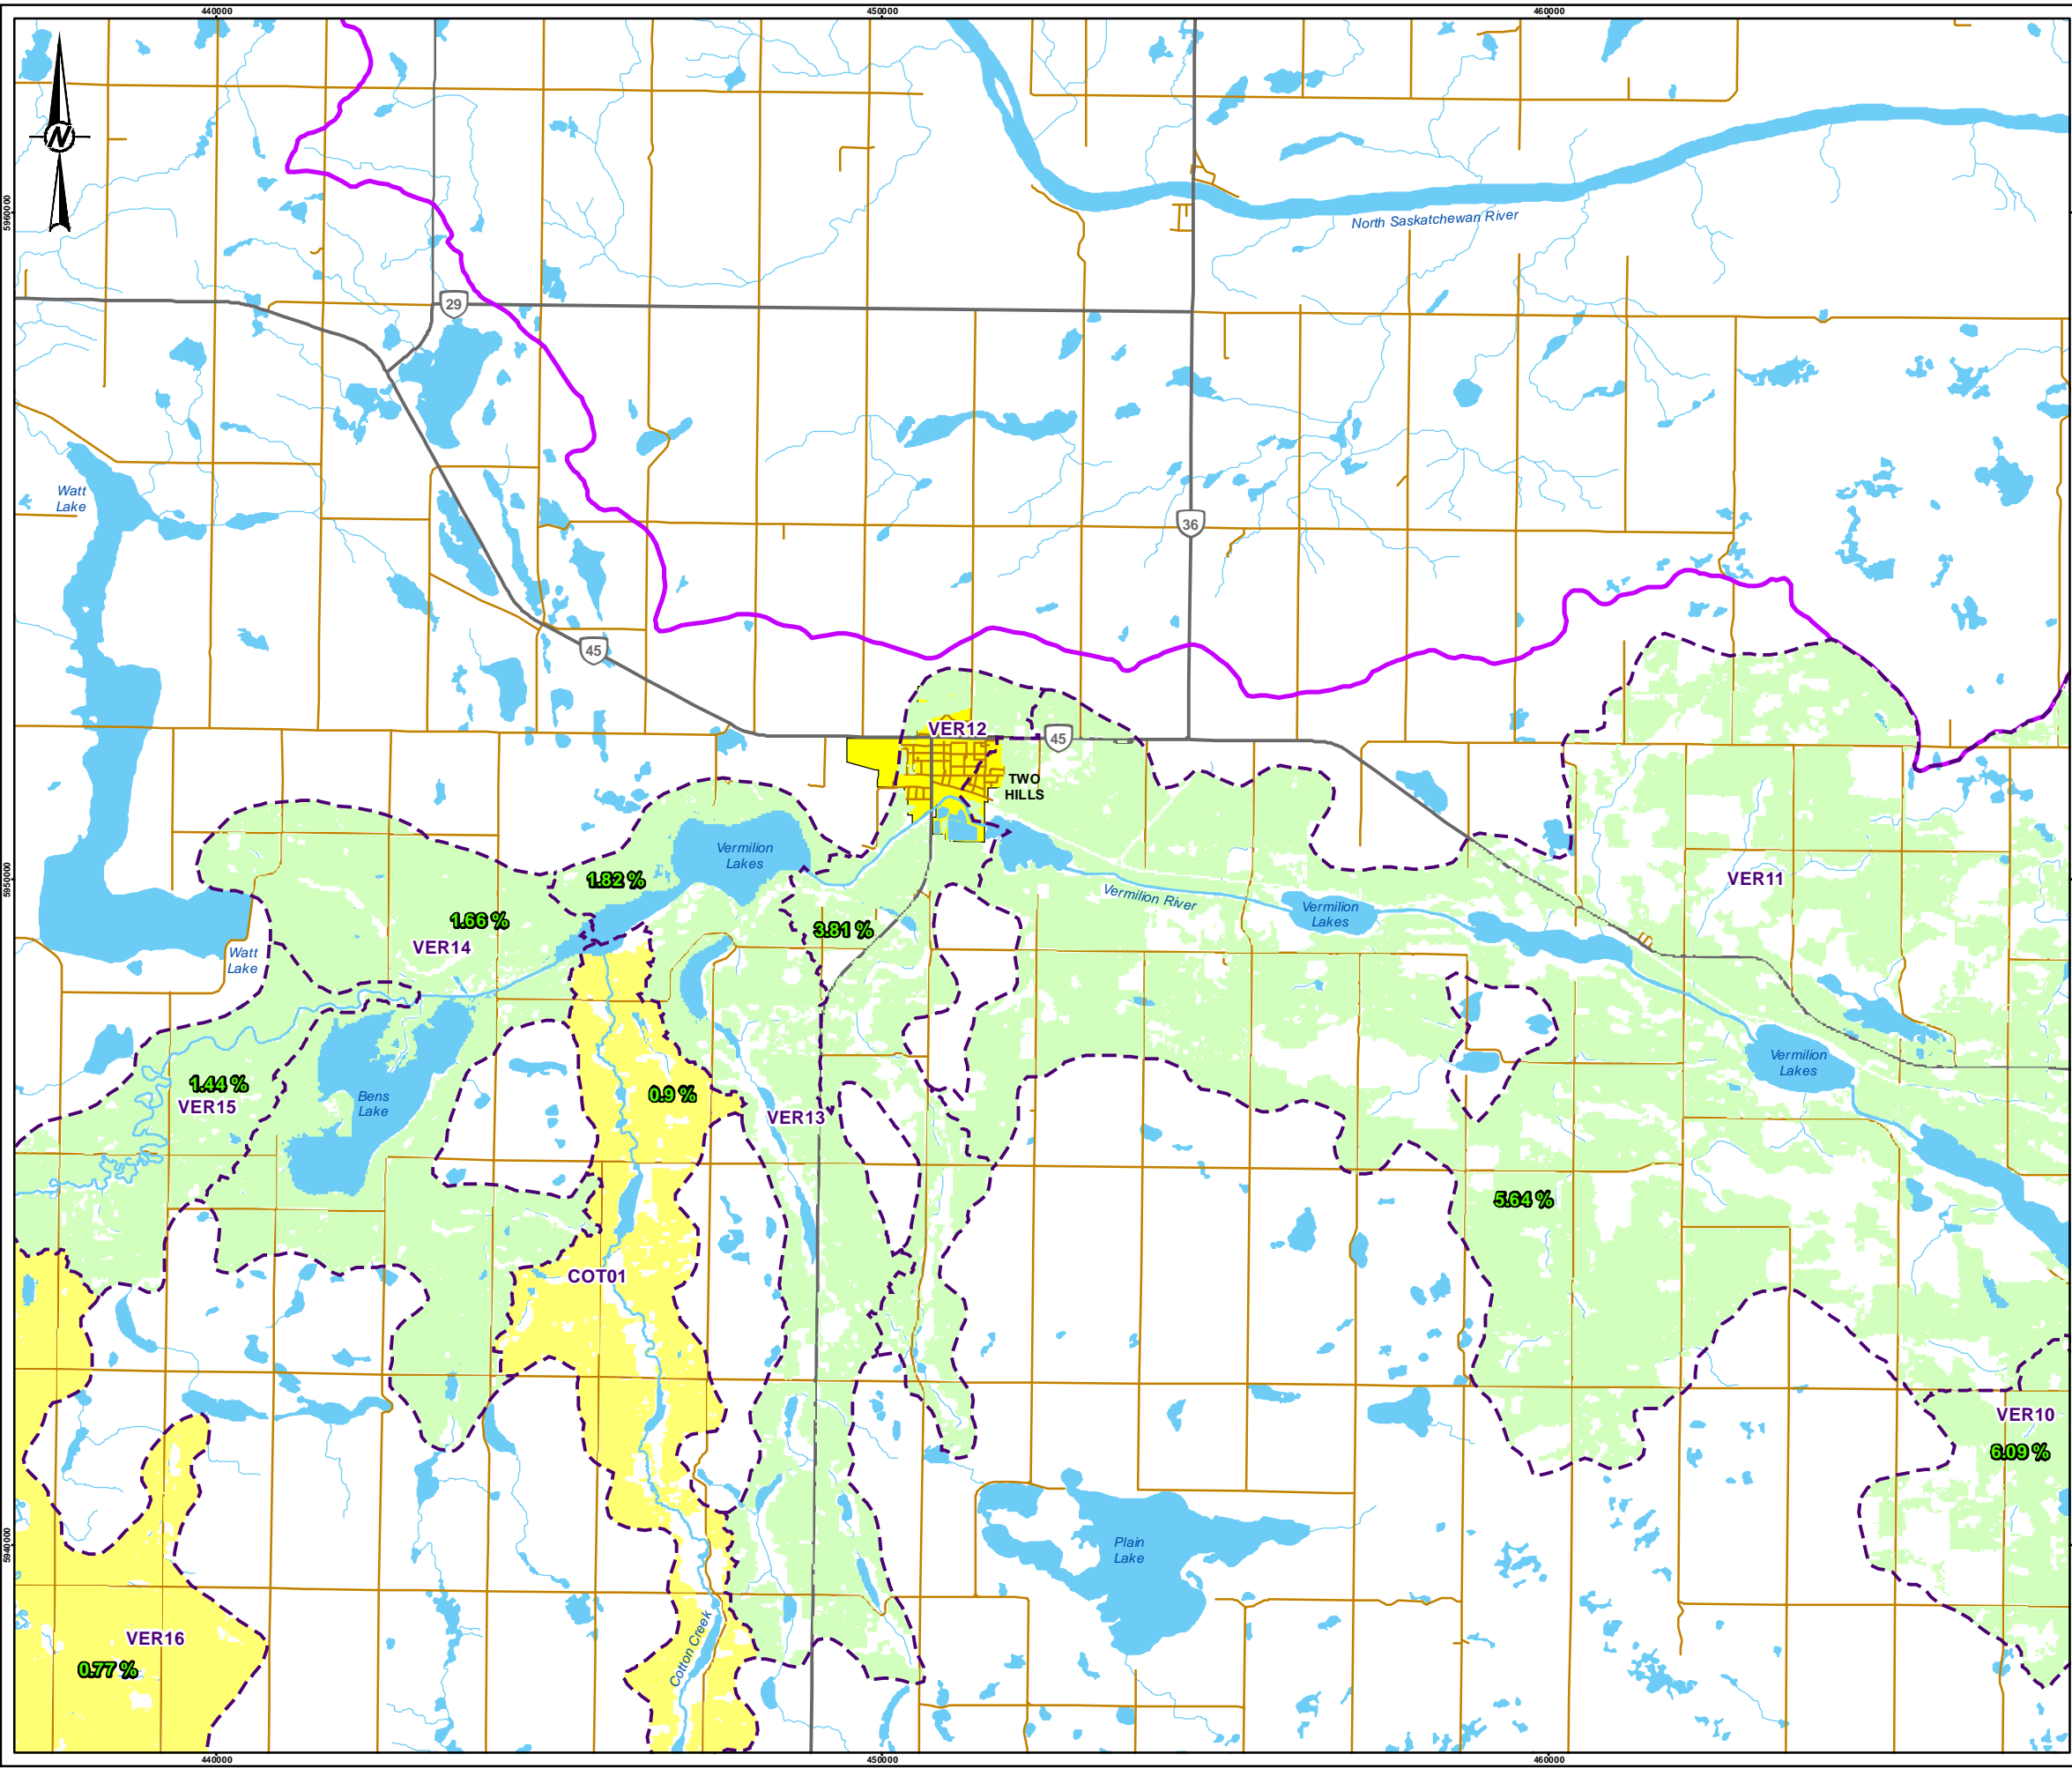 440000
450000
460000
N
5960000
North Saskatchewan River
29
Watt
Lake
36
45
VER12
45
TWO
HILLS
Vermilion
Lakes
5950000
1.82 %
VER11
Vermilion River
Vermilion
Lakes
1.66 %
3.81 %
VER14
Watt
Lake
Vermilion
Lakes
1.44 %
VER15
Bens
Lake
0.9 %
VER13
5.64 %
COT01
VER10
6.09 %
5940000
Plain
Lake
Cotton Creek
VER16
0.77 %
440000
450000
460000